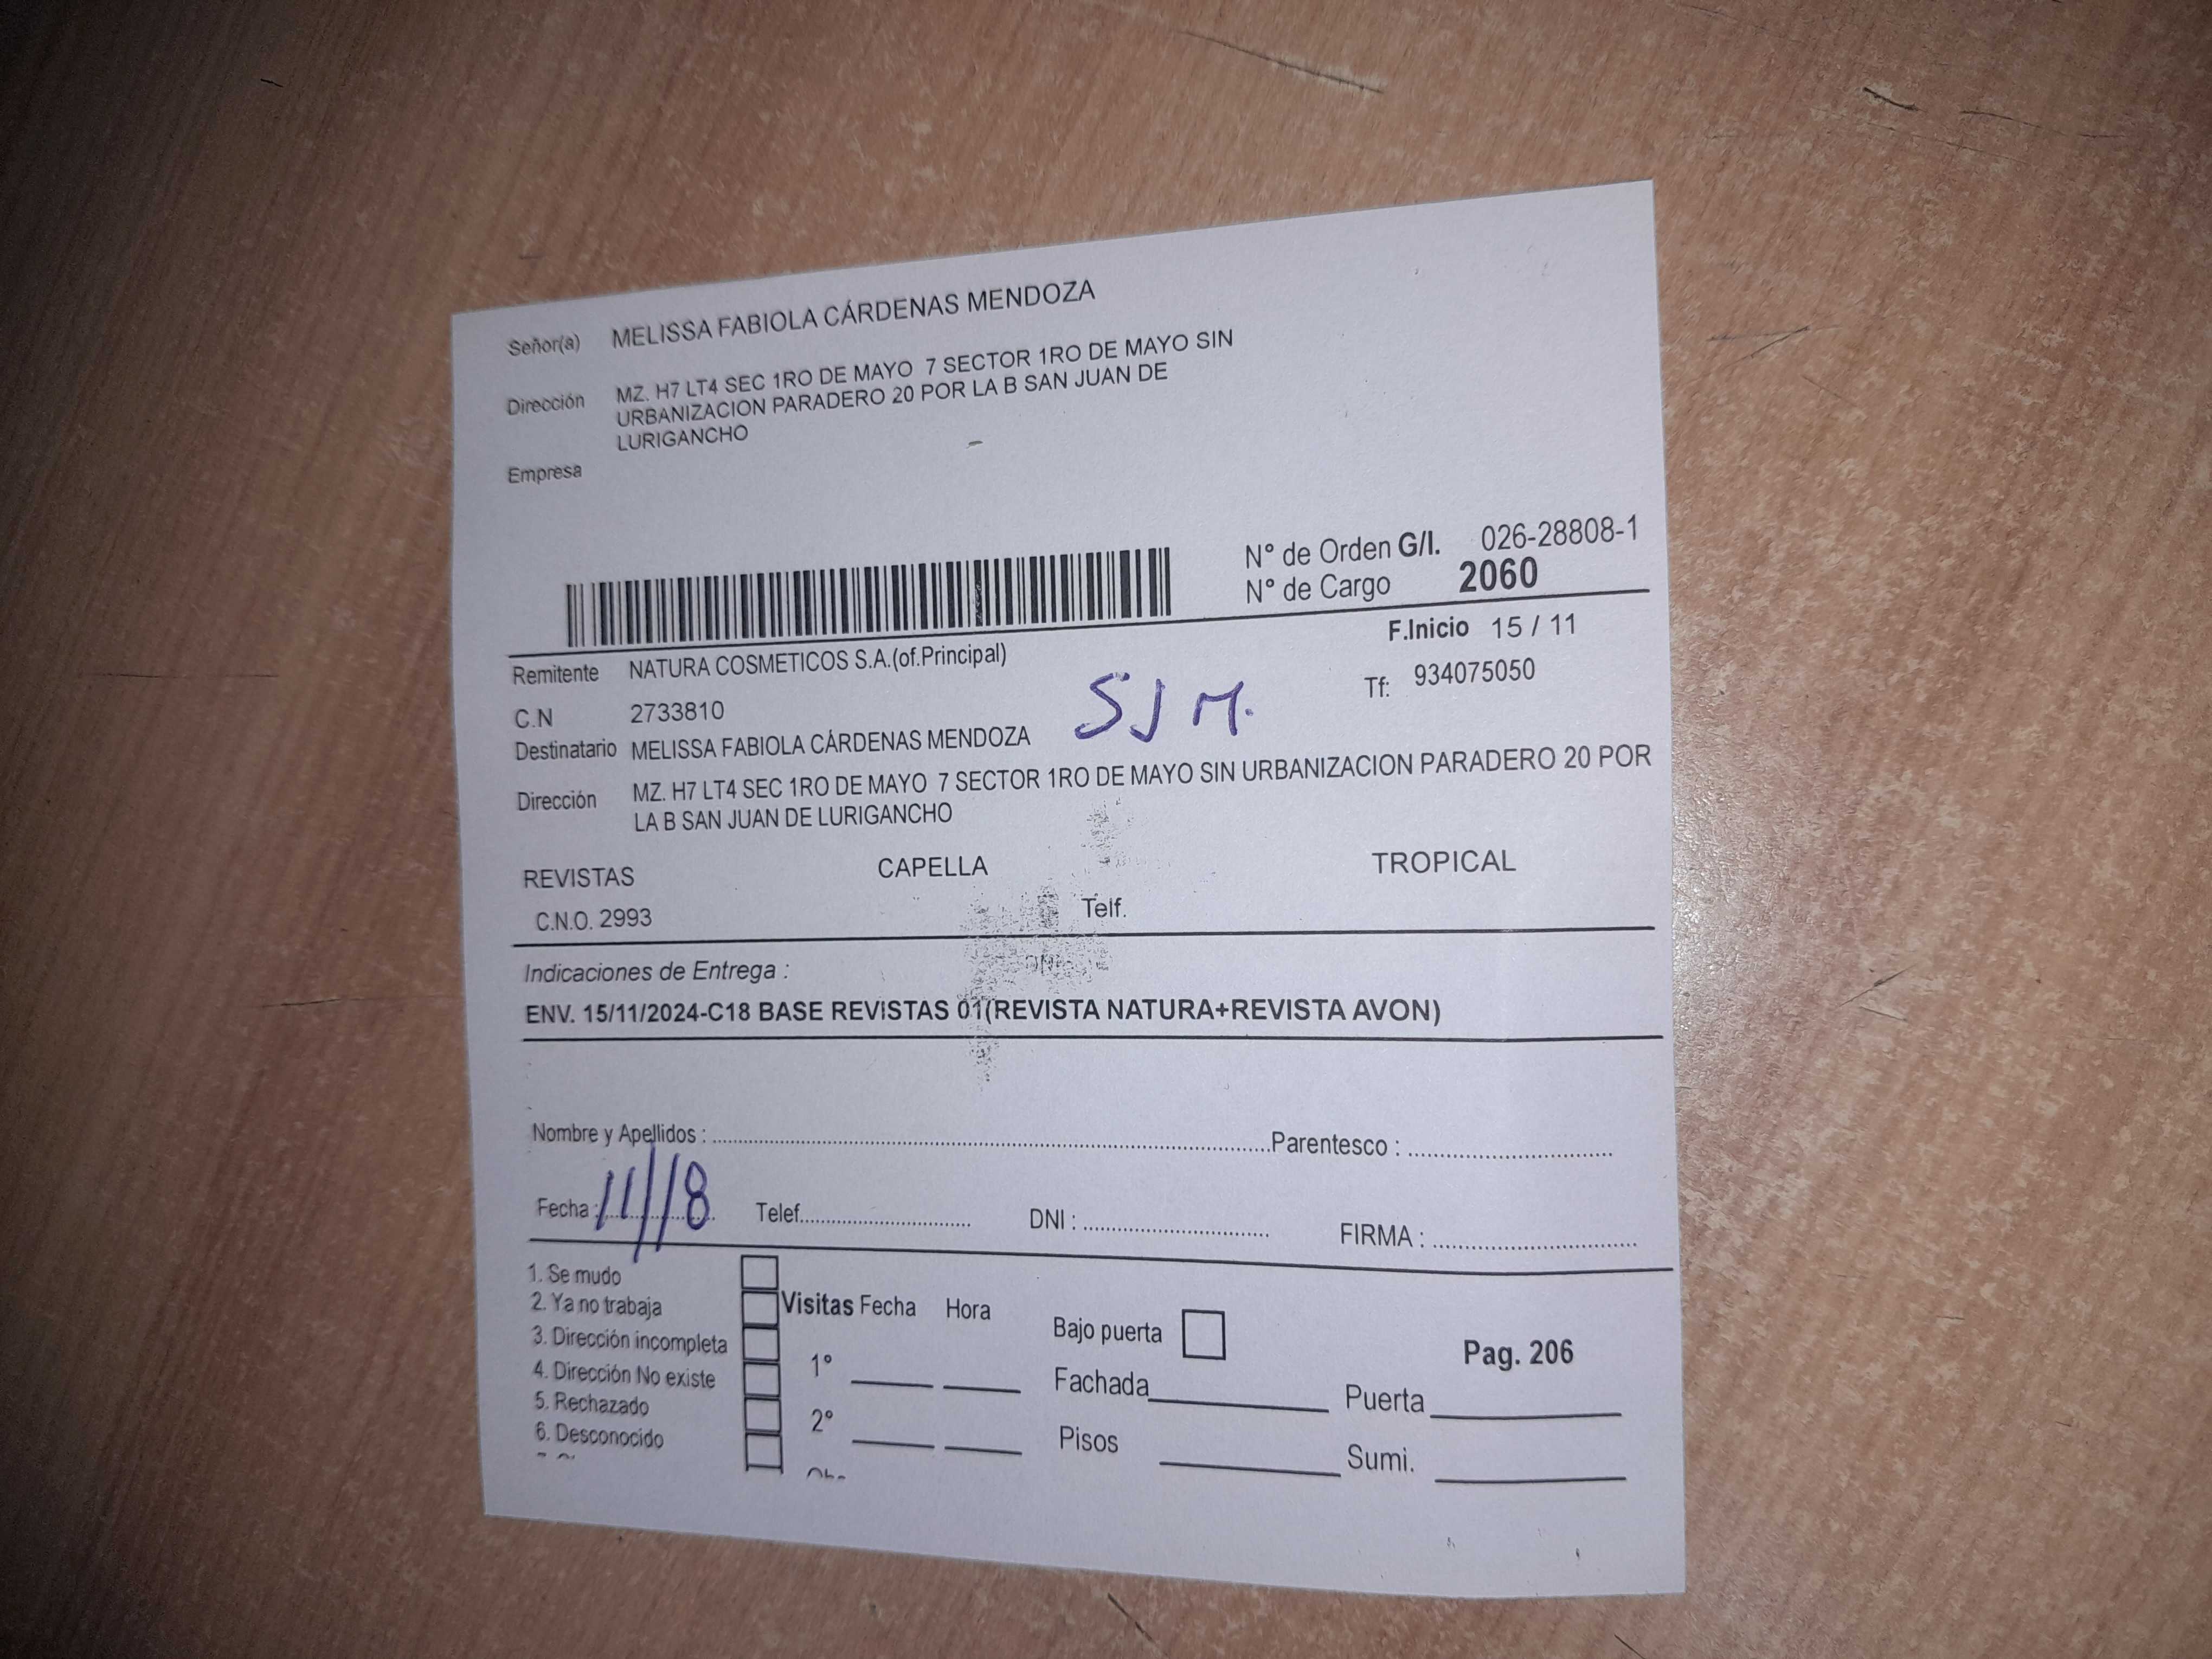 Señor(a) MELISSA FABIOLA CÁRDENAS MENDOZA
Dirección MZ. H7 LT4 SEC 1RO DE MAYO 7 SECTOR 1RO DE MAYO SIN
URBANIZACION PARADERO 20 POR LA B SAN JUAN DE
LURIGANCHO
Empresa
N° de Orden G/I. 026-28808-1
N° de Cargo 2060
F.Inicio 15 / 11
Remitente NATURA COSMETICOS S.A.(of.Principal)
Tf: 934075050
C.N 2733810
SJM.
Destinatario MELISSA FABIOLA CÁRDENAS MENDOZA
Dirección MZ. H7 LT4 SEC 1RO DE MAYO 7 SECTOR 1RO DE MAYO SIN URBANIZACION PARADERO 20 POR
LA B SAN JUAN DE LURIGANCHO
REVISTAS CAPELLA TROPICAL
C.N.O. 2993 Telf.
Indicaciones de Entrega :
ENV. 15/11/2024-C18 BASE REVISTAS 01(REVISTA NATURA+REVISTA AVON)
Nombre y Apellidos : Parentesco :
Fecha : 11/18 Telef. DNI : FIRMA :
1. Se mudo
2. Ya no trabaja Visitas Fecha Hora
3. Dirección incompleta Bajo puerta Pag. 206
4. Dirección No existe 1° Fachada Puerta
5. Rechazado 2°
6. Desconocido Pisos Sumi.